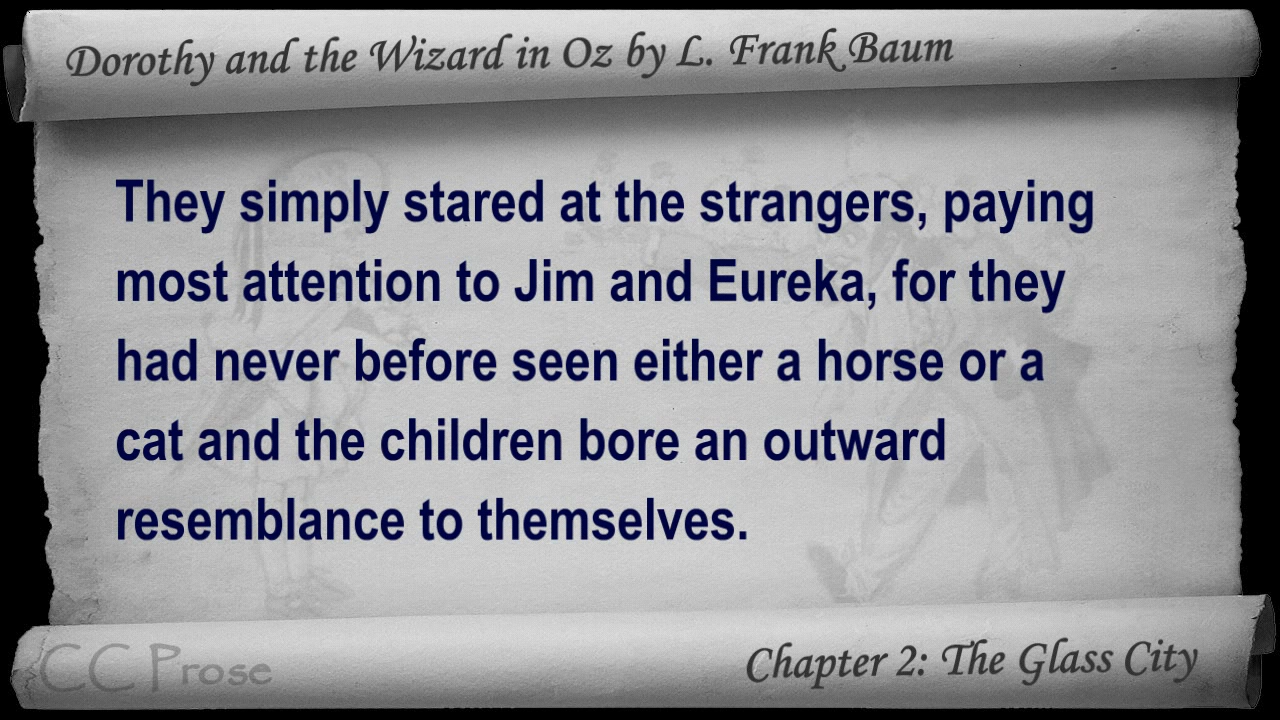 Dorothy and the Wizard in Oz by L. Frank Baum
They simply stared at the strangers, paying
most attention to Jim and Eureka, for they
had never before seen either a horse or a
cat and the children bore an outward
resemblance to themselves.
CC Prose
Chapter 2: The Glass City